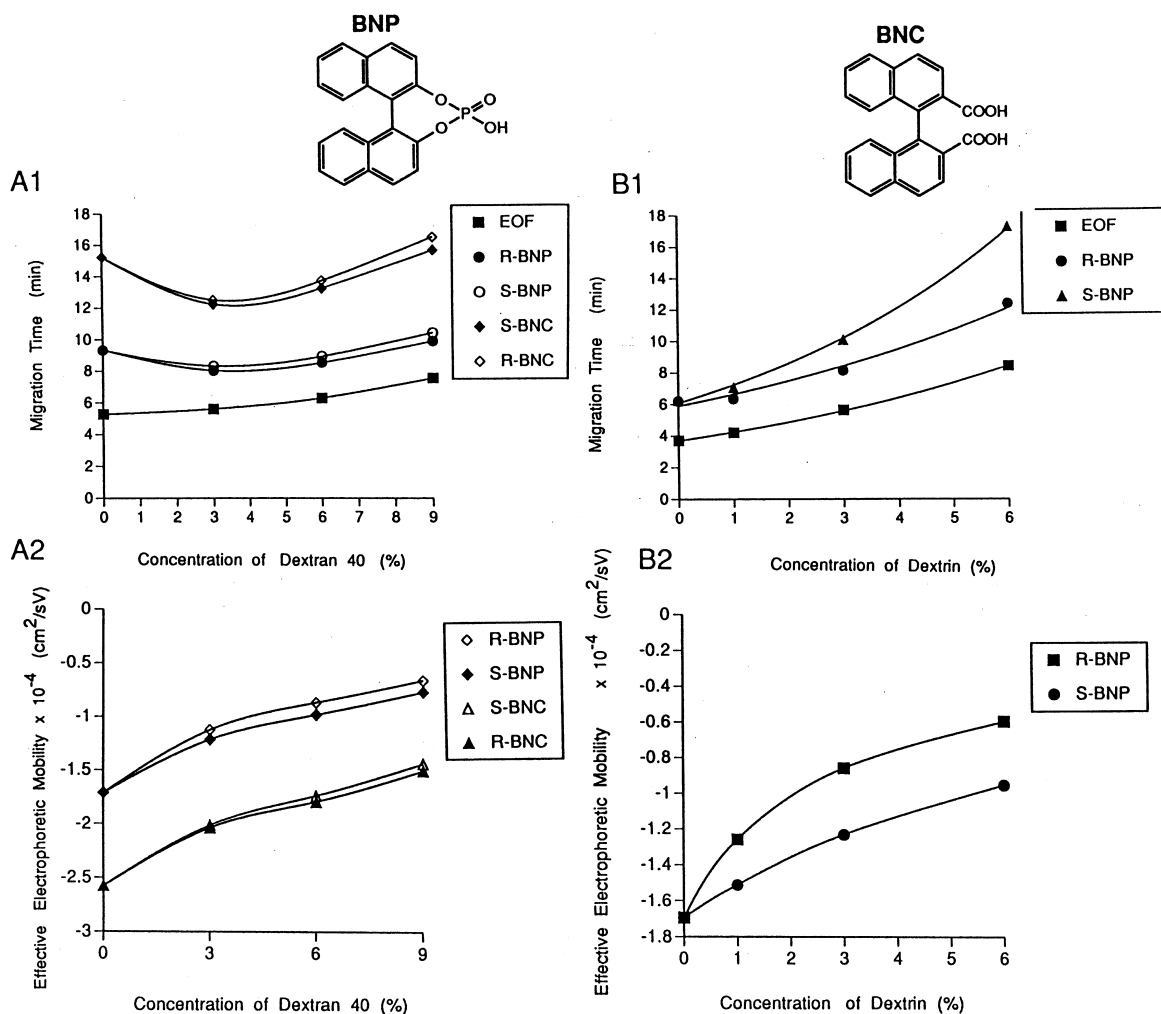 BNP
O
O
P
O
OH
BNC
COOH
COOH
A1
Migration Time (min)
18
16
14
12
10
8
6
4
2
0
0 1 2 3 4 5 6 7 8 9
Concentration of Dextran 40 (%)
EOF
R-BNP
S-BNP
S-BNC
R-BNC
B1
Migration Time (min)
18
16
14
12
10
8
6
4
2
0
0 1 2 3 4 5 6
Concentration of Dextrin (%)
EOF
R-BNP
S-BNP
A2
Effective Electrophoretic Mobility x 10-4 (cm2/sV)
0
-0.5
-1
-1.5
-2
-2.5
-3
0 3 6 9
Concentration of Dextran 40 (%)
R-BNP
S-BNP
S-BNC
R-BNC
B2
Effective Electrophoretic Mobility x 10-4 (cm2/sV)
0
-0.2
-0.4
-0.6
-0.8
-1
-1.2
-1.4
-1.6
-1.8
0 1 2 3 4 5 6
Concentration of Dextrin (%)
R-BNP
S-BNP